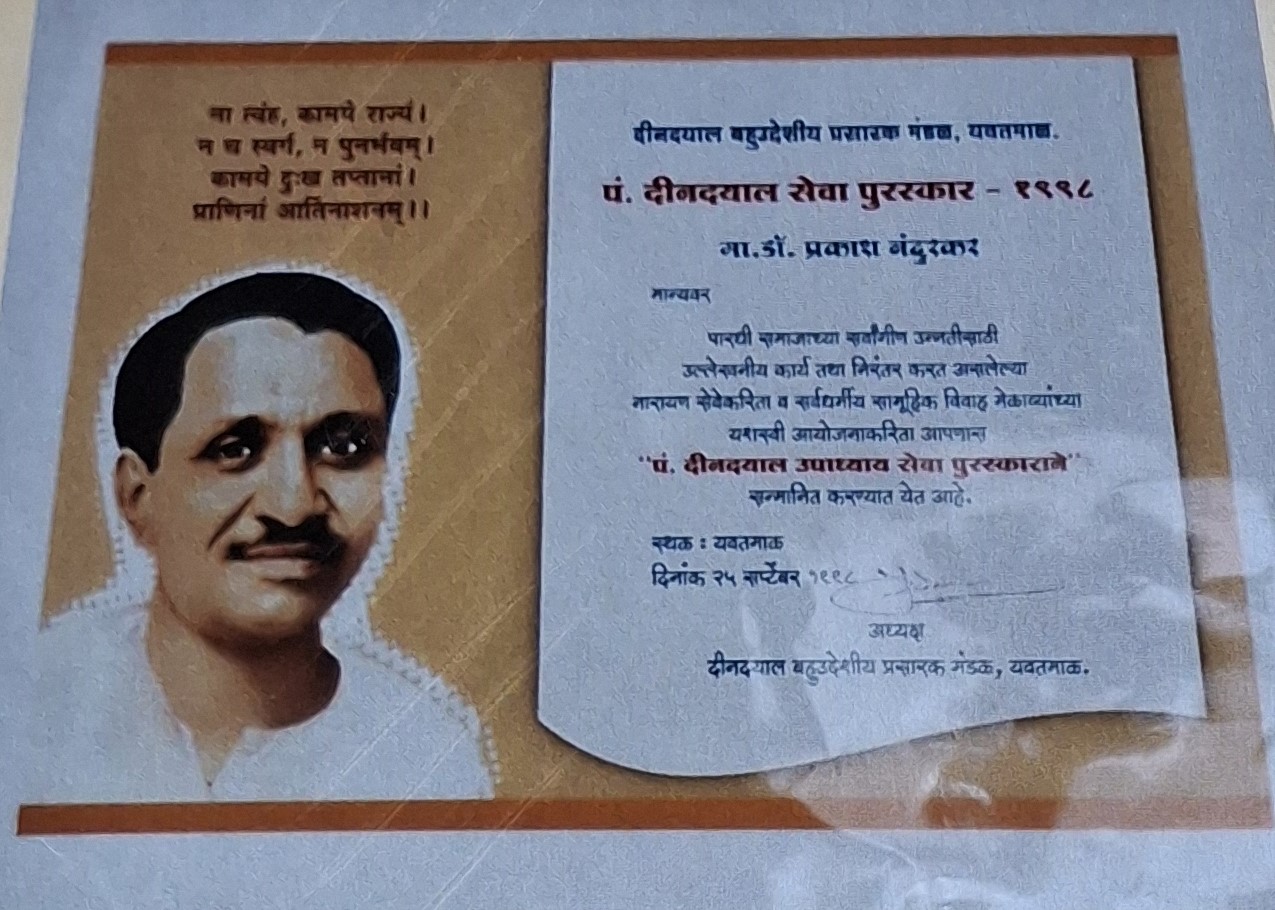 ना त्वंह, कामये राज्यं।
न च स्वर्ग, न पुनर्भवम्।
कामये दुःख तप्तानां।
प्राणिनां आर्तिनाशनम्।।
दीनदयाल बहुउदेशीय प्रसारक मंडळ, यवतमाळ.
पं. दीनदयाल सेवा पुरस्कार - १९९८
मा.डॉ. प्रकाश नंदुरकर
मान्यवर
पारधी समाजाच्या सर्वांगीण उन्नतीसाठी
उल्लेखनीय कार्य तथा निरंतर करत असलेल्या
नारायण सेवेकरिता व सर्वधर्मीय सामूहिक विवाह मेळाव्यांच्या
यशस्वी आयोजनाकरिता आपणास
"पं. दीनदयाल उपाध्याय सेवा पुरस्काराने"
सन्मानित करण्यात येत आहे.
स्थळ : यवतमाळ
दिनांक २५ सप्टेंबर १९९८
अध्यक्ष
दीनदयाल बहुउदेशीय प्रसारक मंडळ, यवतमाळ.